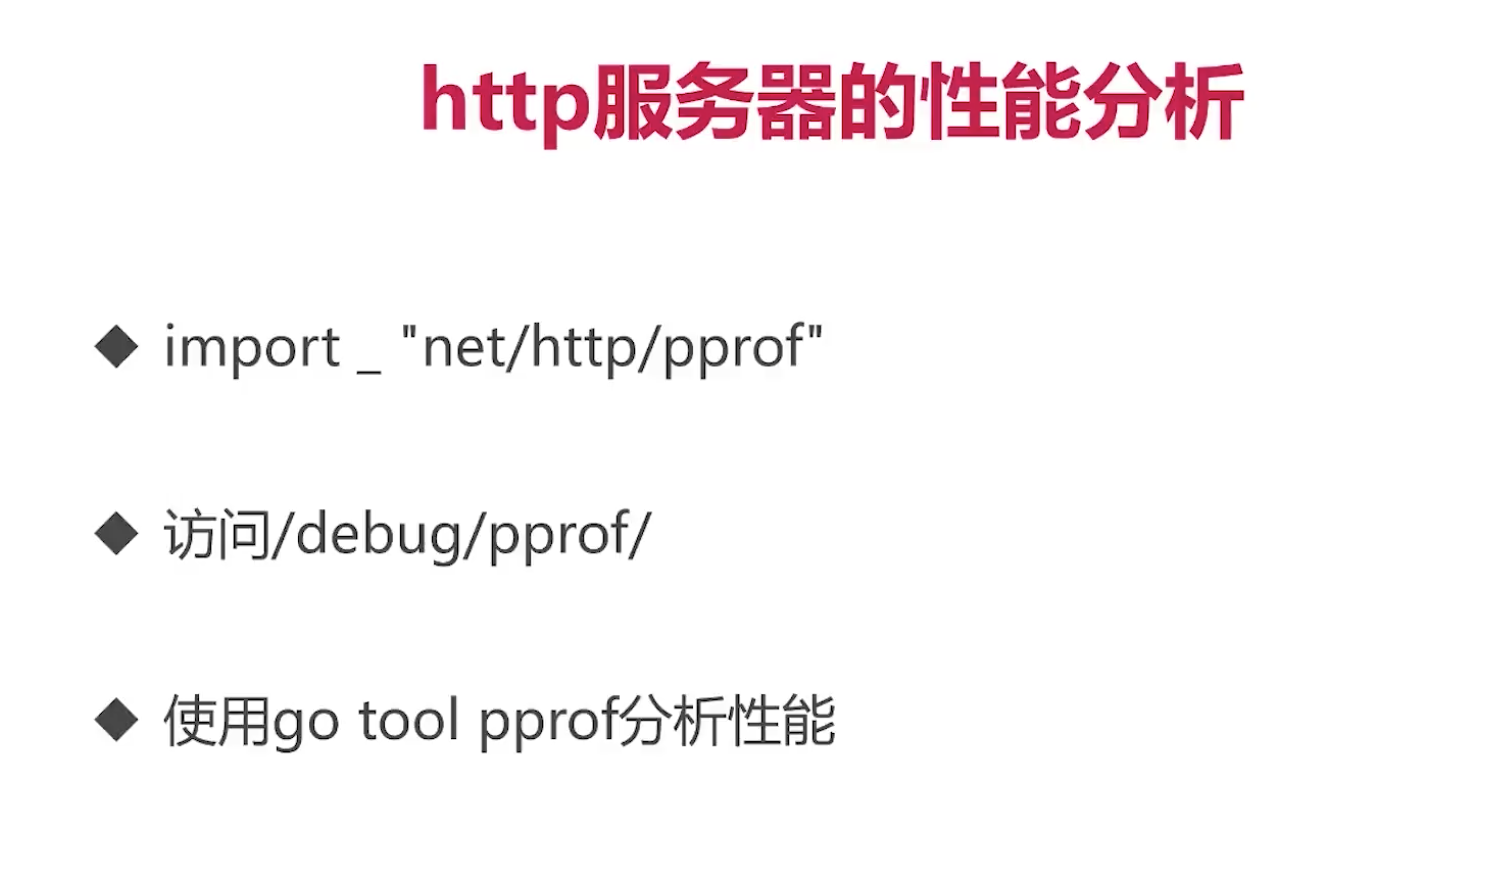 http服务器的性能分析
◆ import _ "net/http/pprof"
◆ 访问/debug/pprof/
◆ 使用go tool pprof分析性能